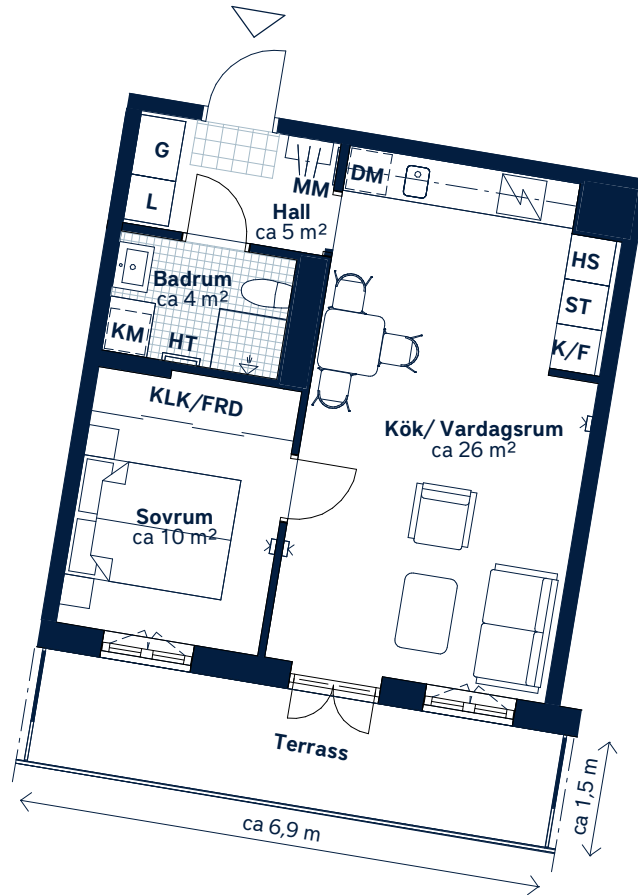 G
L
MM
DM
Hall
ca 5 m²
HS
ST
K/F
Badrum
ca 4 m²
KM
HT
KLK/FRD
Kök/ Vardagsrum
ca 26 m²
Sovrum
ca 10 m²
Terrass
ca 6,9 m
ca 1,5 m